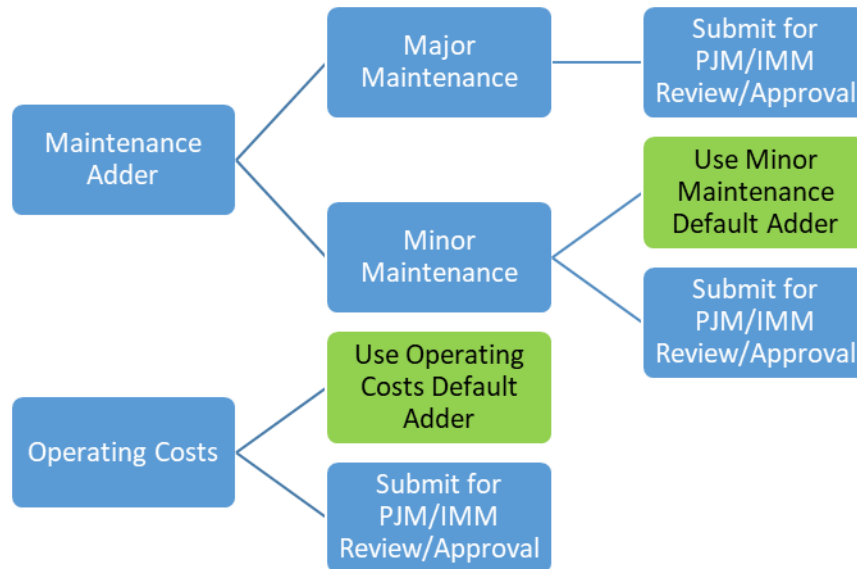 Major
Maintenance
Submit for
PJM/IMM
Review/Approval
Maintenance
Adder
Use Minor
Maintenance
Default Adder
Minor
Maintenance
Submit for
PJM/IMM
Review/Approval
Use Operating
Costs Default
Adder
Operating Costs
Submit for
PJM/IMM
Review/Approval